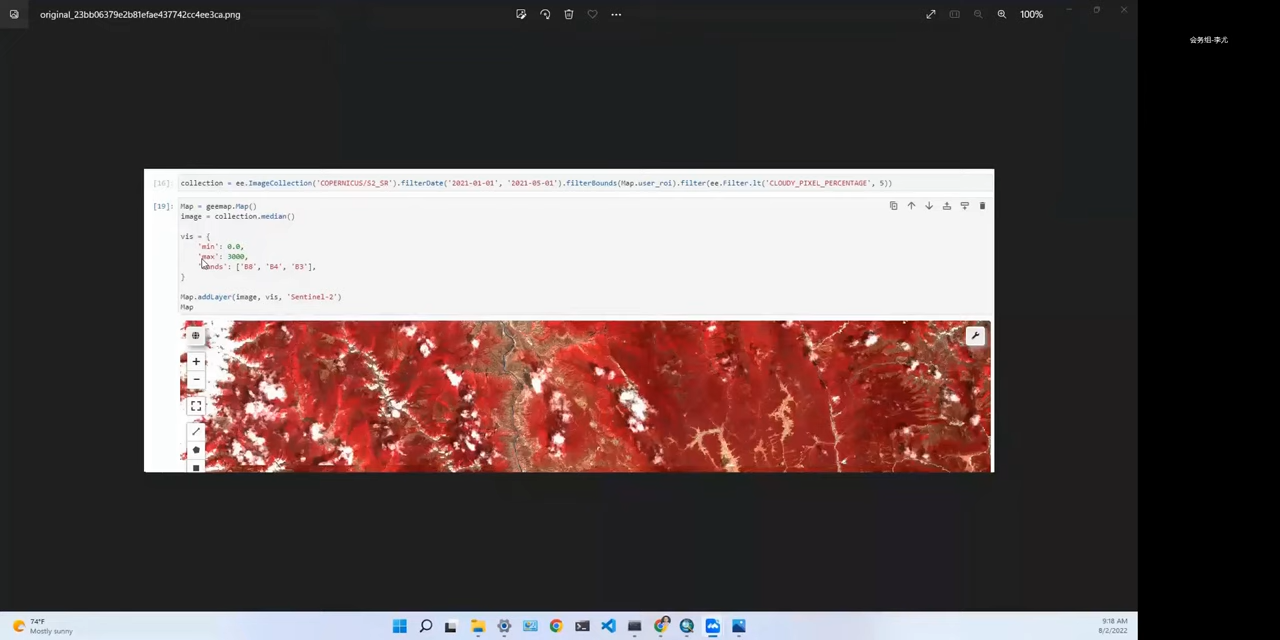 original_23bb06379e2b81efae437742cc4ee3ca.png
100%
会务组-李尤
[16]: collection = ee.ImageCollection('COPERNICUS/S2_SR').filterDate('2021-01-01', '2021-05-01').filterBounds(Map.user_roi).filter(ee.Filter.lt('CLOUDY_PIXEL_PERCENTAGE', 5))
[19]: Map = geemap.Map()
image = collection.median()
vis = {
'min': 0.0,
'max': 3000,
'bands': ['B8', 'B4', 'B3'],
}
Map.addLayer(image, vis, 'Sentinel-2')
Map
74°F
Mostly sunny
9:18 AM
8/2/2022